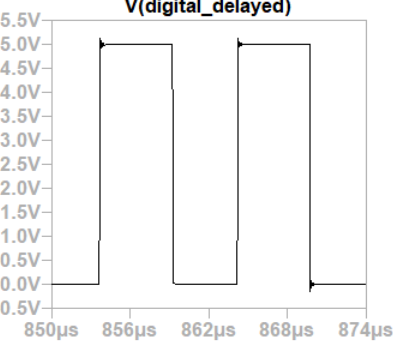 V(digital_delayed)
5.5V
5.0V
4.5V
4.0V
3.5V
3.0V
2.5V
2.0V
1.5V
1.0V
0.5V
0.0V
0.5V
850µs 856µs 862µs 868µs 874µs